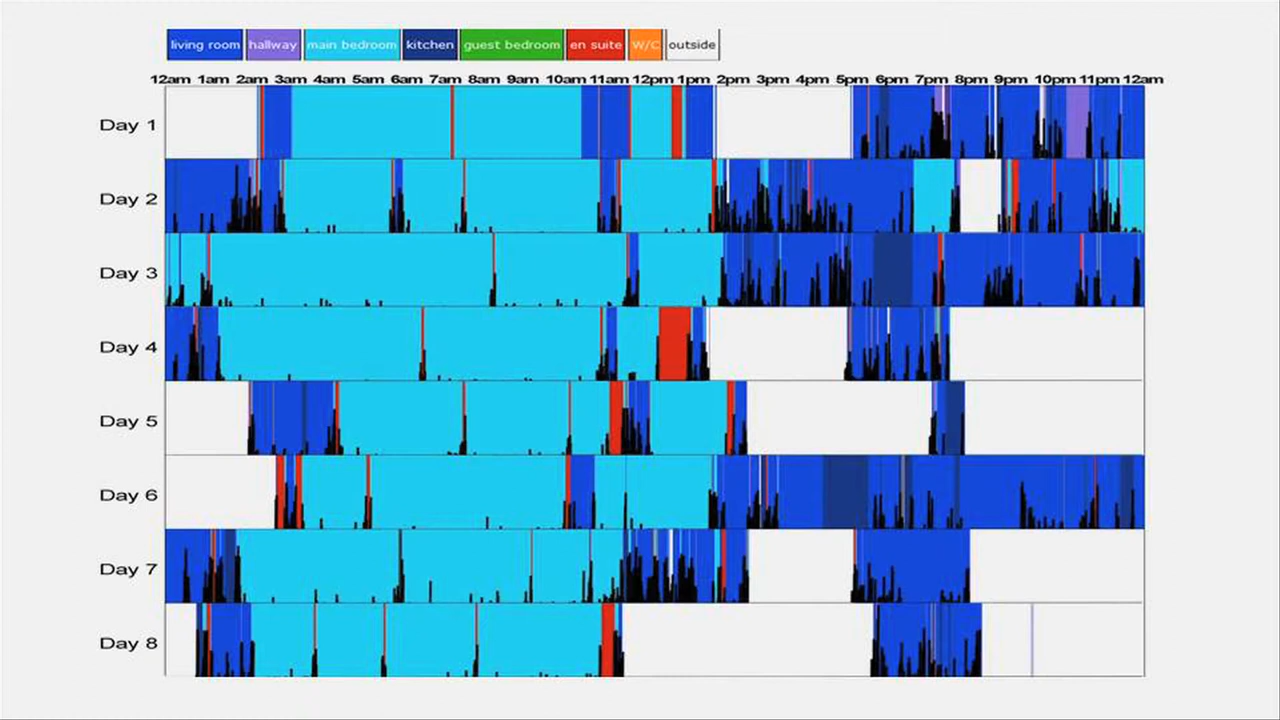 living room hallway main bedroom kitchen guest bedroom en suite W/C outside
12am 1am 2am 3am 4am 5am 6am 7am 8am 9am 10am 11am 12pm 1pm 2pm 3pm 4pm 5pm 6pm 7pm 8pm 9pm 10pm 11pm 12am
Day 1
Day 2
Day 3
Day 4
Day 5
Day 6
Day 7
Day 8